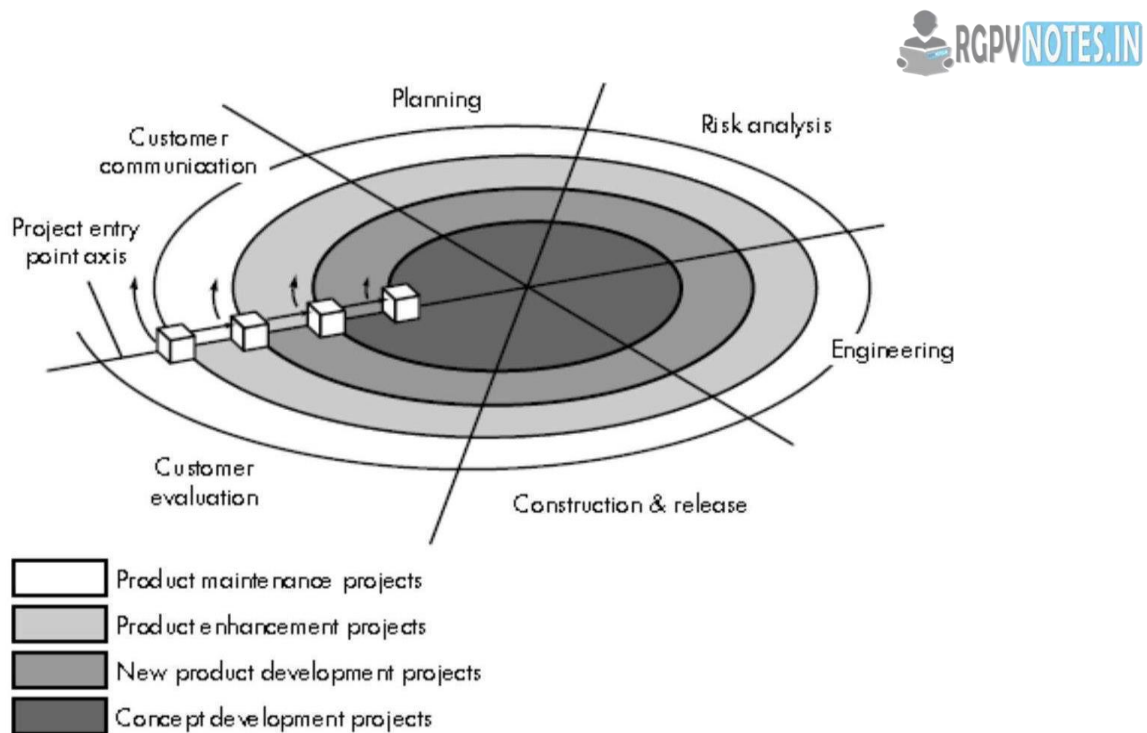 RGPVNOTES.IN
Planning
Risk analysis
Customer
communication
Project entry
point axis
Engineering
Customer
evaluation
Construction & release
Product maintenance projects
Product enhancement projects
New product development projects
Concept development projects